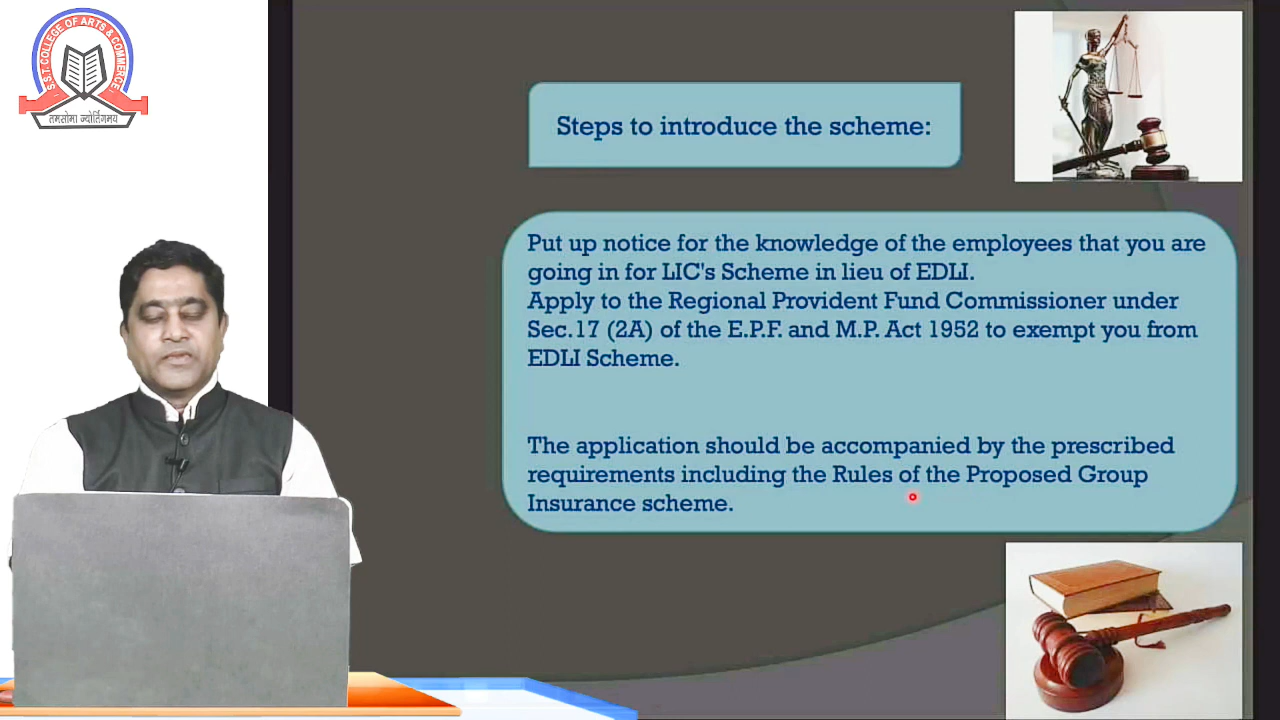 S.S.T. COLLEGE OF ARTS & COMMERCE
तमसोमा ज्योर्तिगमय
Steps to introduce the scheme:
Put up notice for the knowledge of the employees that you are
going in for LIC's Scheme in lieu of EDLI.
Apply to the Regional Provident Fund Commissioner under
Sec.17 (2A) of the E.P.F. and M.P. Act 1952 to exempt you from
EDLI Scheme.
The application should be accompanied by the prescribed
requirements including the Rules of the Proposed Group
Insurance scheme.